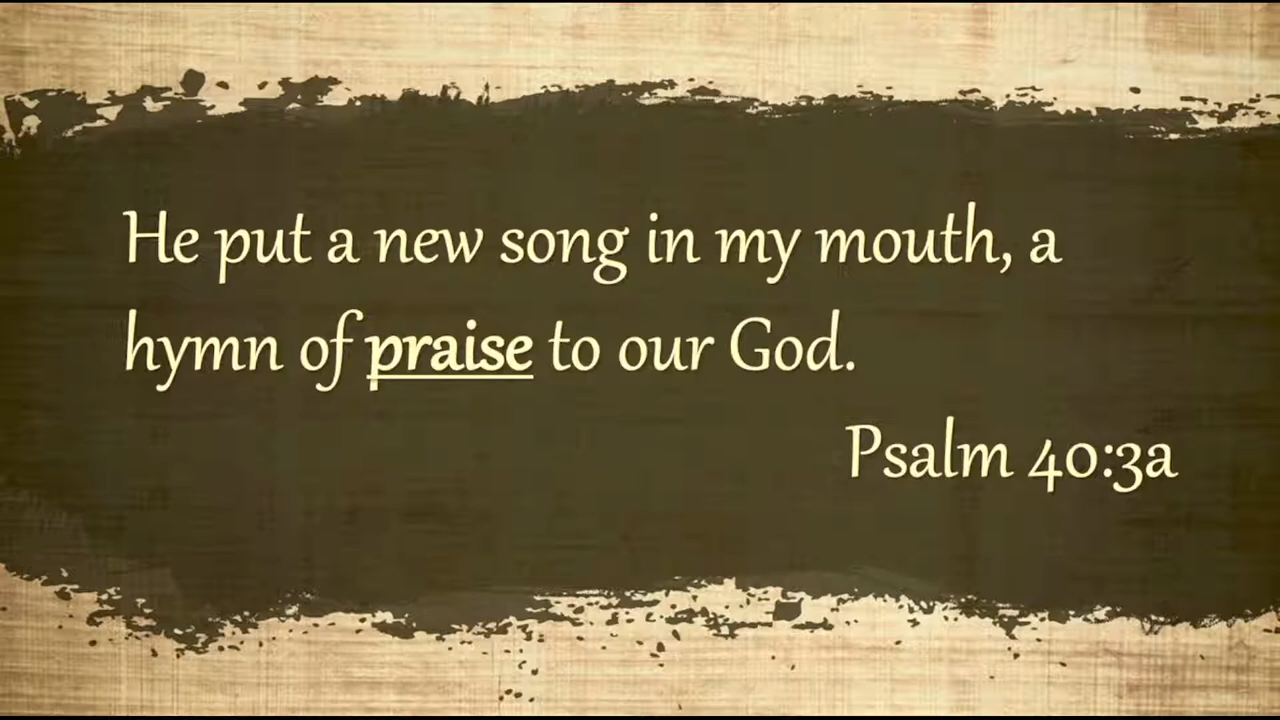 He put a new song in my mouth, a
hymn of praise to our God.
Psalm 40:3a